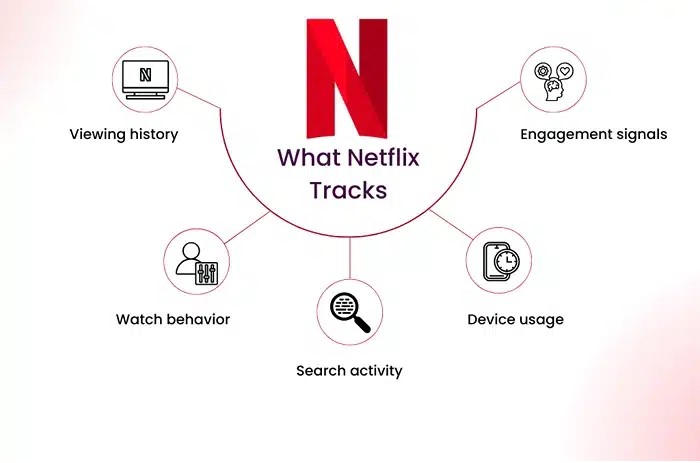 N
N
What Netflix
Tracks
Viewing history
Engagement signals
Watch behavior
Device usage
Search activity